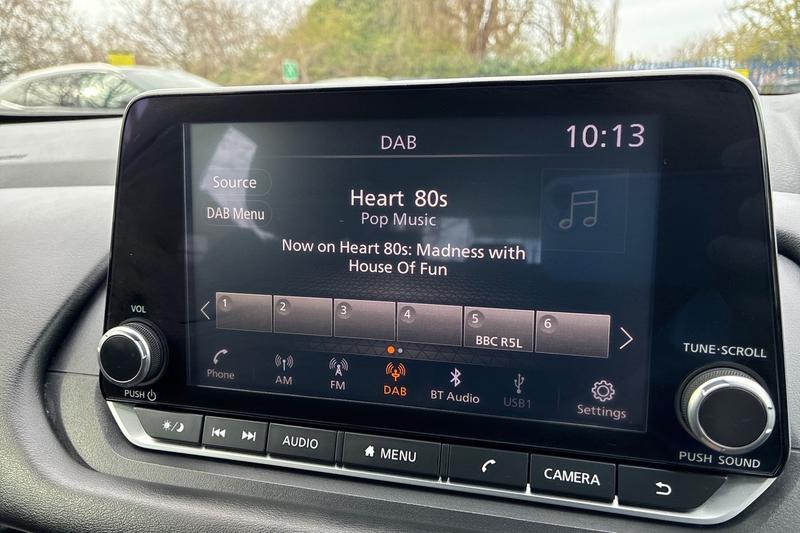 DAB
10:13
Source
Heart 80s
DAB Menu
Pop Music
Now on Heart 80s: Madness with
House Of Fun
1 2 3 4 5 6
BBC R5L
Phone AM FM DAB BT Audio USB1 Settings
VOL
PUSH
TUNE·SCROLL
PUSH SOUND
AUDIO MENU CAMERA